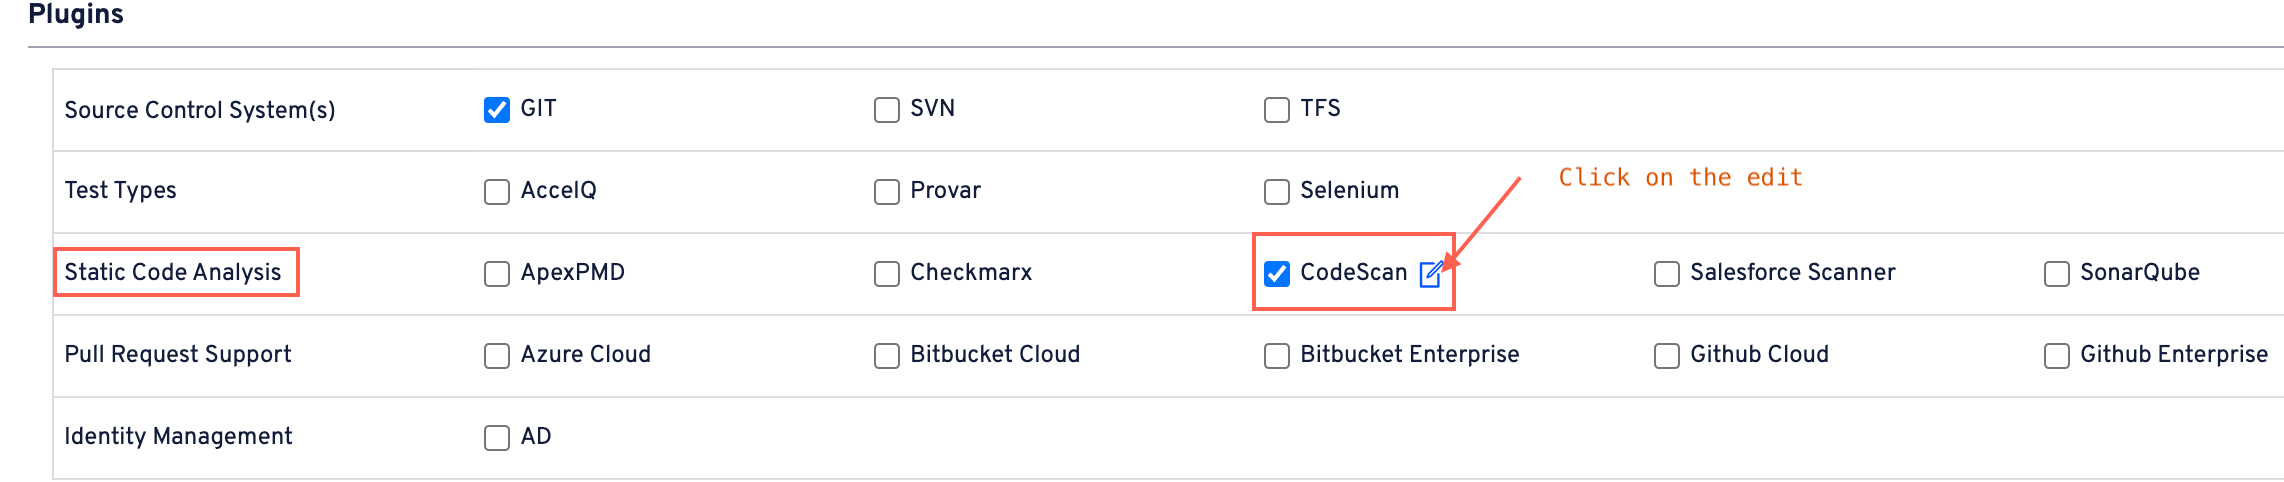 Plugins
Source Control System(s) GIT SVN TFS
Test Types AccelQ Provar Selenium Click on the edit
Static Code Analysis ApexPMD Checkmarx CodeScan Salesforce Scanner SonarQube
Pull Request Support Azure Cloud Bitbucket Cloud Bitbucket Enterprise Github Cloud Github Enterprise
Identity Management AD